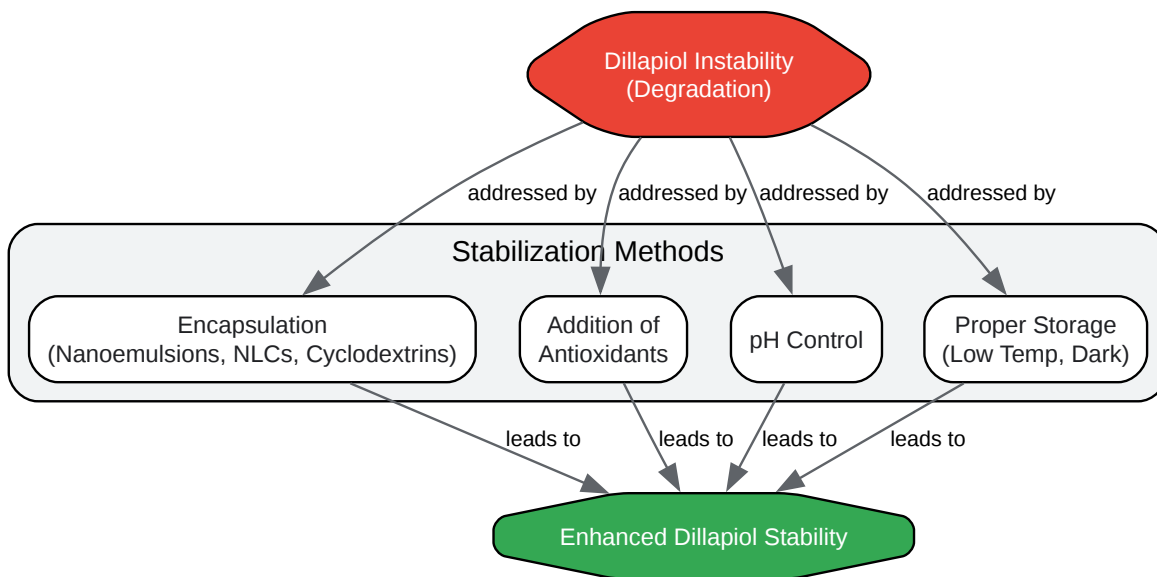 Dillapiol Instability
(Degradation)
addressed by
addressed by
addressed by
addressed by
Stabilization Methods
Encapsulation
(Nanoemulsions, NLCs, Cyclodextrins)
Addition of
Antioxidants
pH Control
Proper Storage
(Low Temp, Dark)
leads to
leads to
leads to
leads to
Enhanced Dillapiol Stability